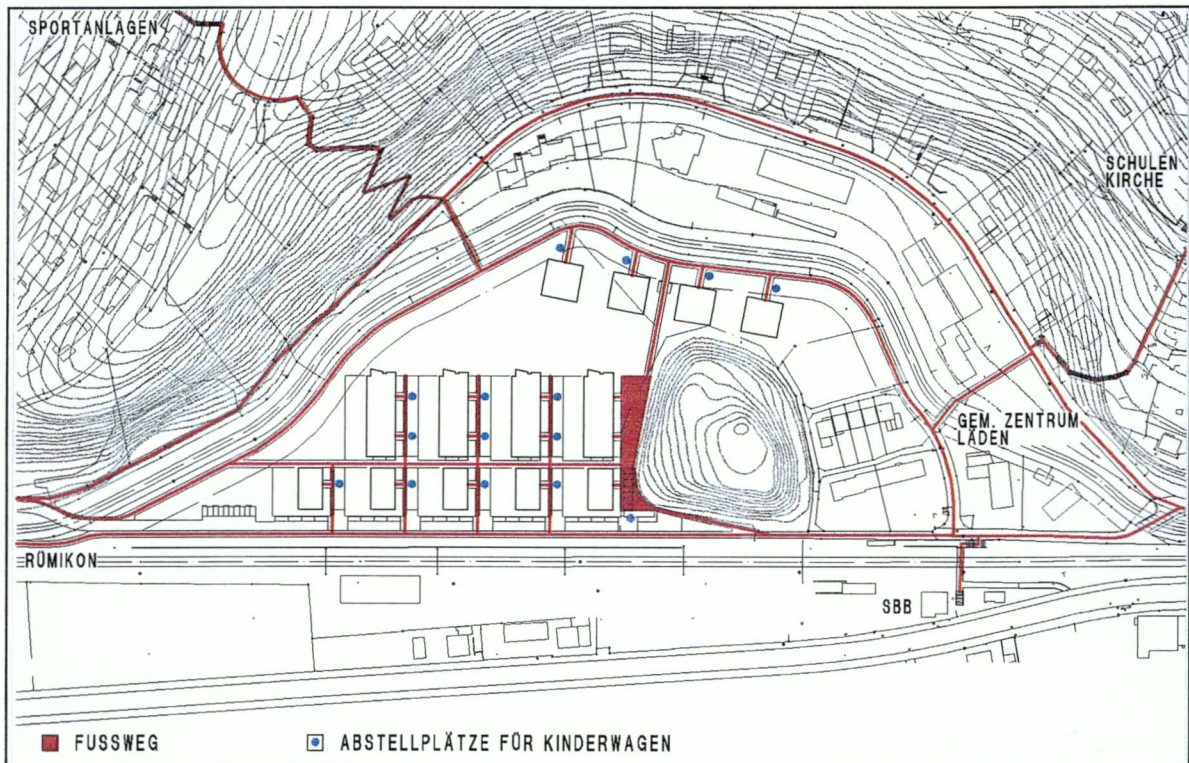 SPORTANLAGEN
SCHULEN
KIRCHE
GEM. ZENTRUM
LÄDEN
RÜMIKON
SBB
FUSSWEG
ABSTELLPLÄTZE FÜR KINDERWAGEN